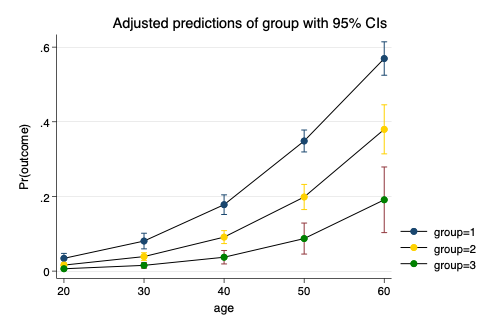 Adjusted predictions of group with 95% CIs
Pr(outcome)
.6
.4
.2
0
20 30 40 50 60
age
group=1
group=2
group=3